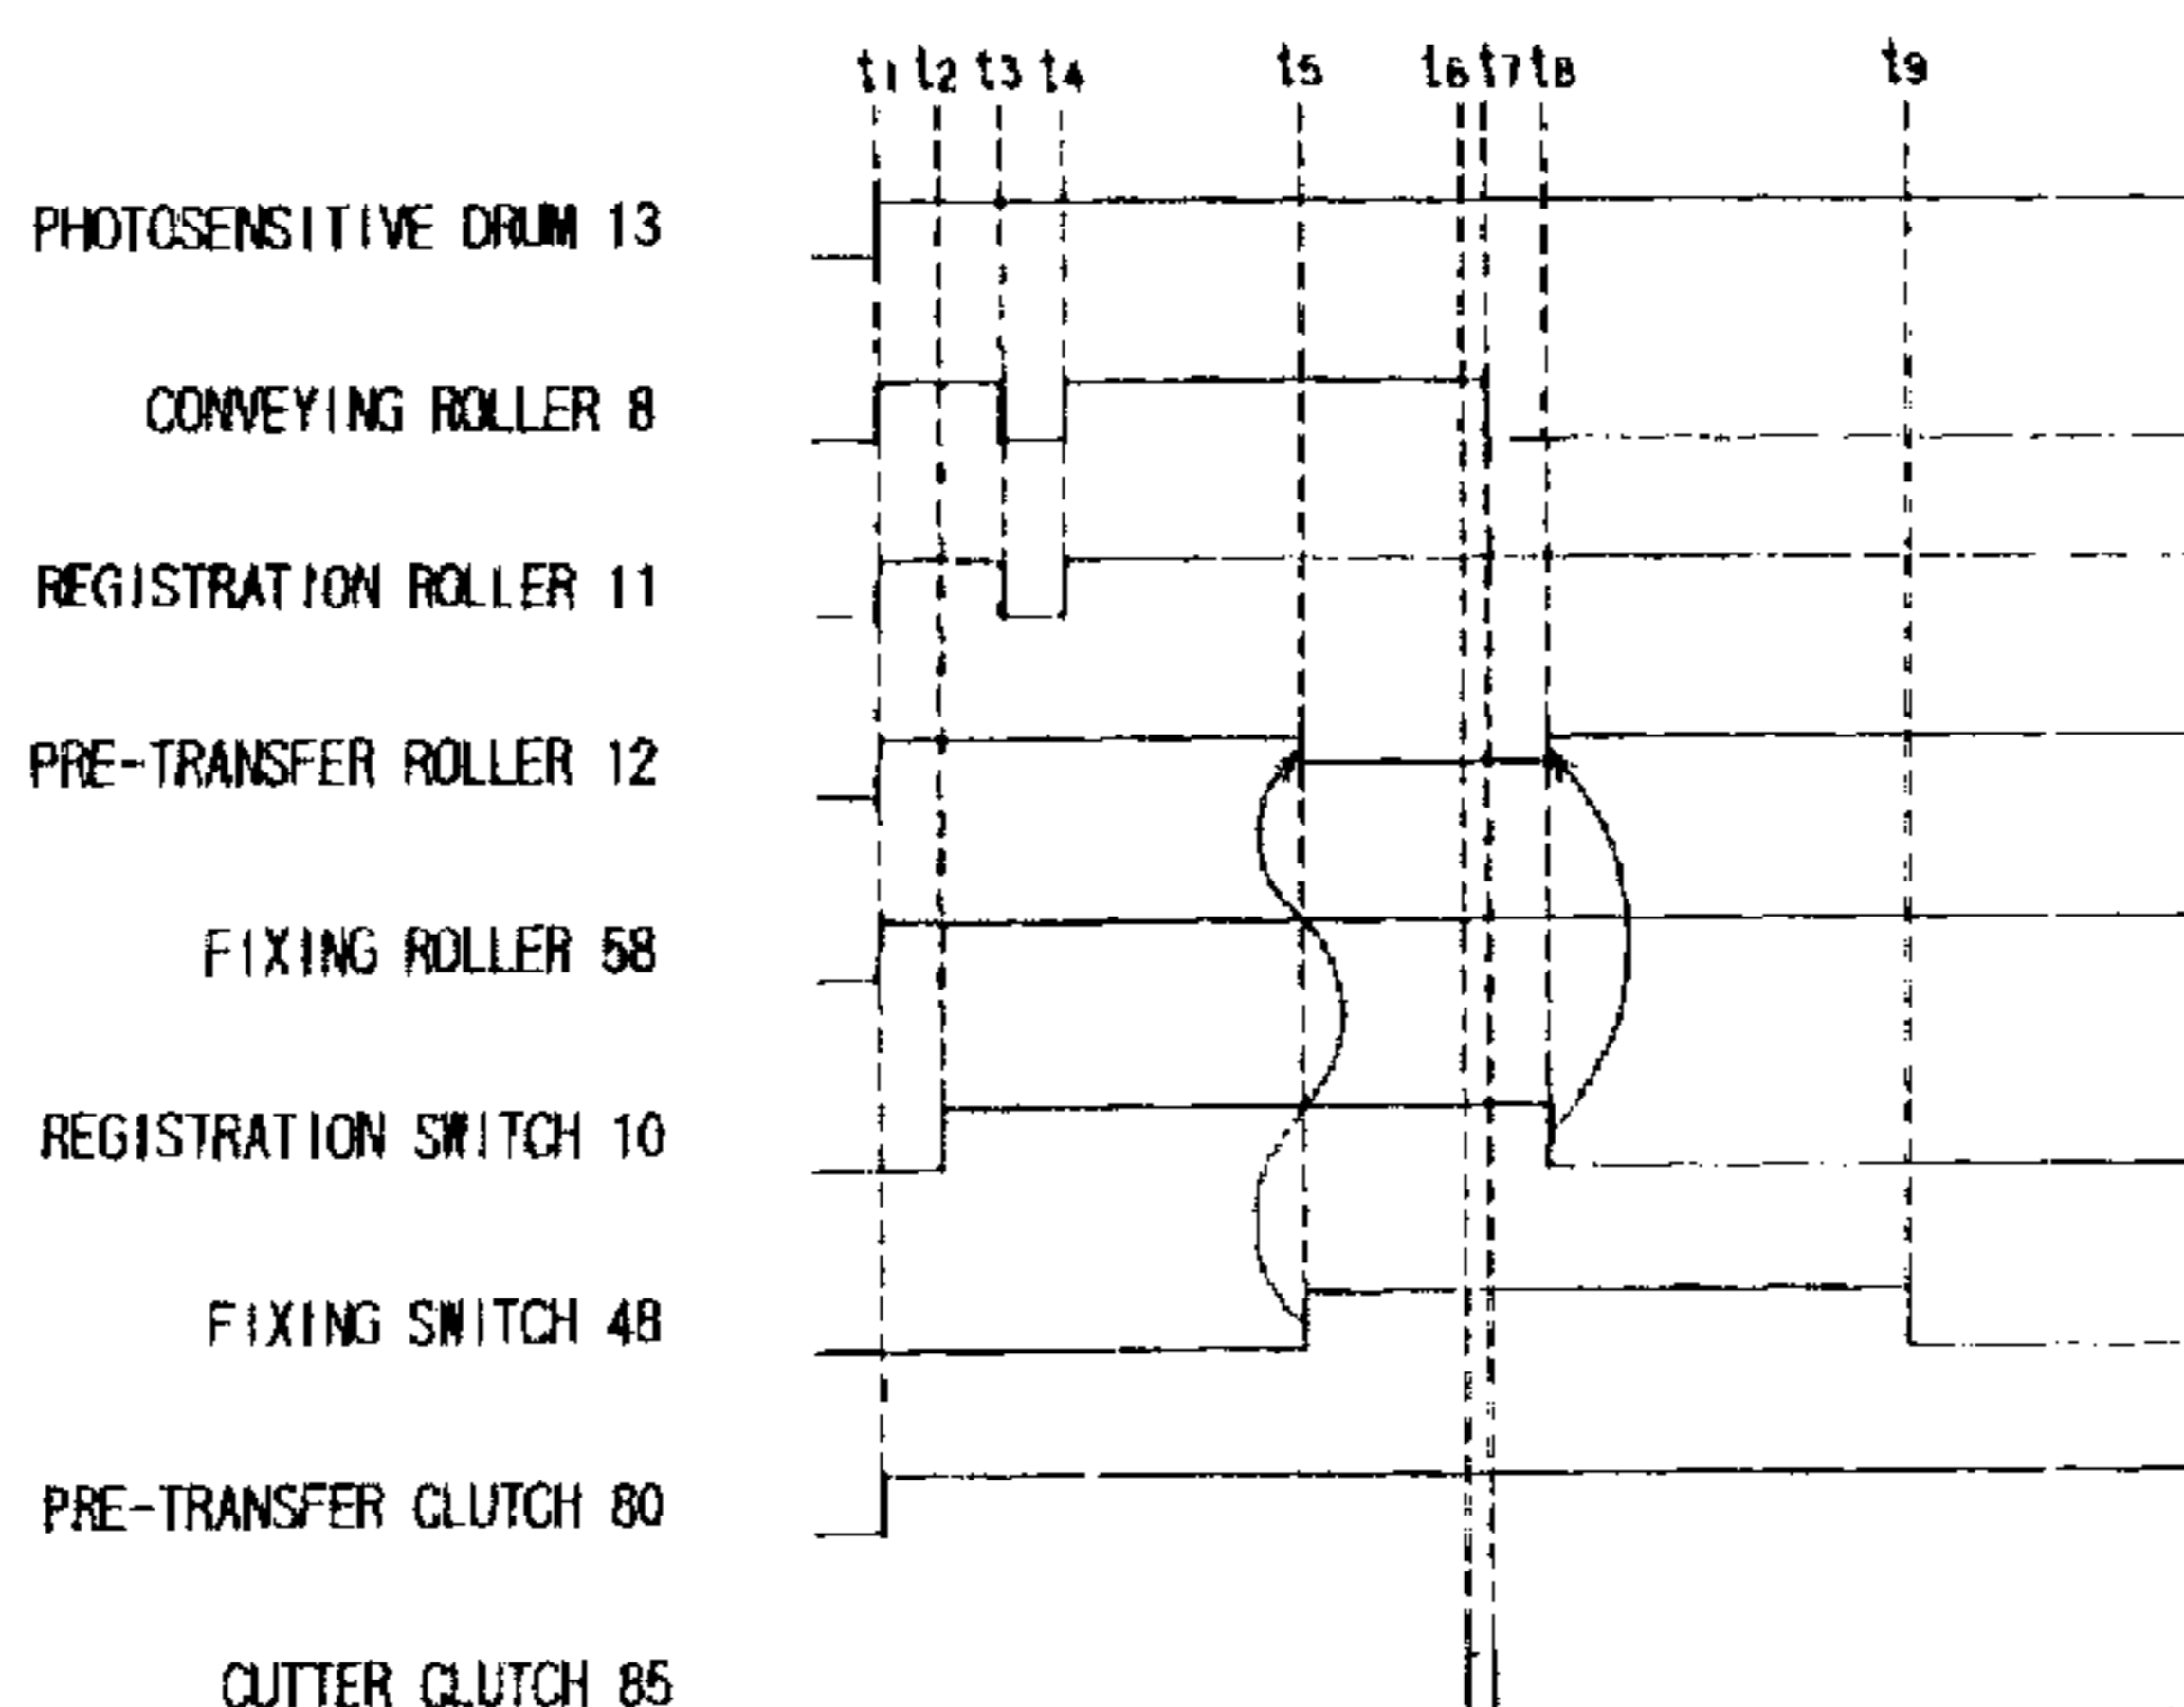 t1 t2 t3 t4 t5 t6 t7 t8 t9
PHOTOSENSITIVE DRUM 13
CONVEYING ROLLER 8
REGISTRATION ROLLER 11
PRE-TRANSFER ROLLER 12
FIXING ROLLER 58
REGISTRATION SWITCH 10
FIXING SWITCH 48
PRE-TRANSFER CLUTCH 80
CUTTER CLUTCH 85